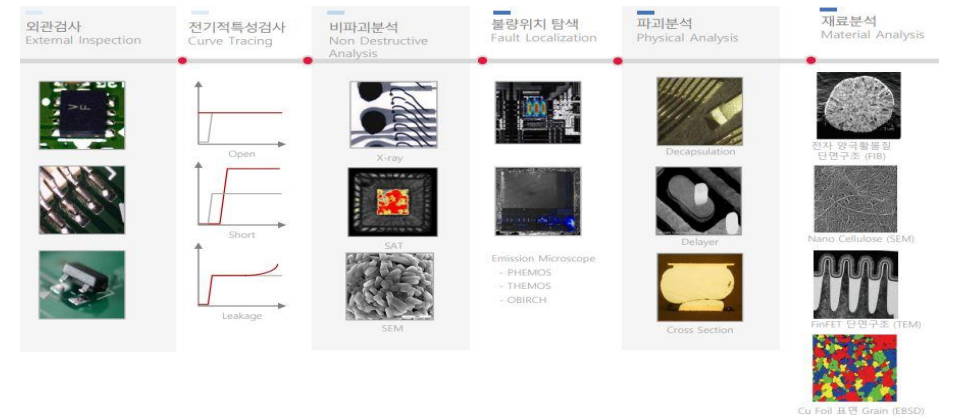 외관검사
External Inspection
전기적특성검사
Curve Tracing
Open
Short
Leakage
비파괴분석
Non Destructive
Analysis
X-ray
SAT
SEM
불량위치 탐색
Fault Localization
Emission Microscope
- PHEMOS
- THEMOS
- OBIRCH
파괴분석
Physical Analysis
Decapsulation
Delayer
Cross Section
재료분석
Material Analysis
전자 양극활물질
단면구조 (FIB)
Nano Cellulose (SEM)
FinFET 단면구조 (TEM)
Cu Foil 표면 Grain (EBSD)